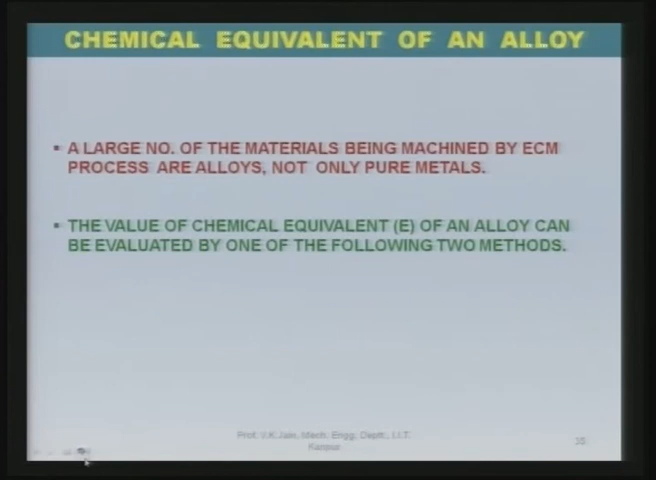 CHEMICAL EQUIVALENT OF AN ALLOY
▪ A LARGE NO. OF THE MATERIALS BEING MACHINED BY ECM
PROCESS ARE ALLOYS, NOT ONLY PURE METALS.
▪ THE VALUE OF CHEMICAL EQUIVALENT (E) OF AN ALLOY CAN
BE EVALUATED BY ONE OF THE FOLLOWING TWO METHODS.
Prof. V.K.Jain, Mech. Engg. Deptt., I.I.T.
Kanpur